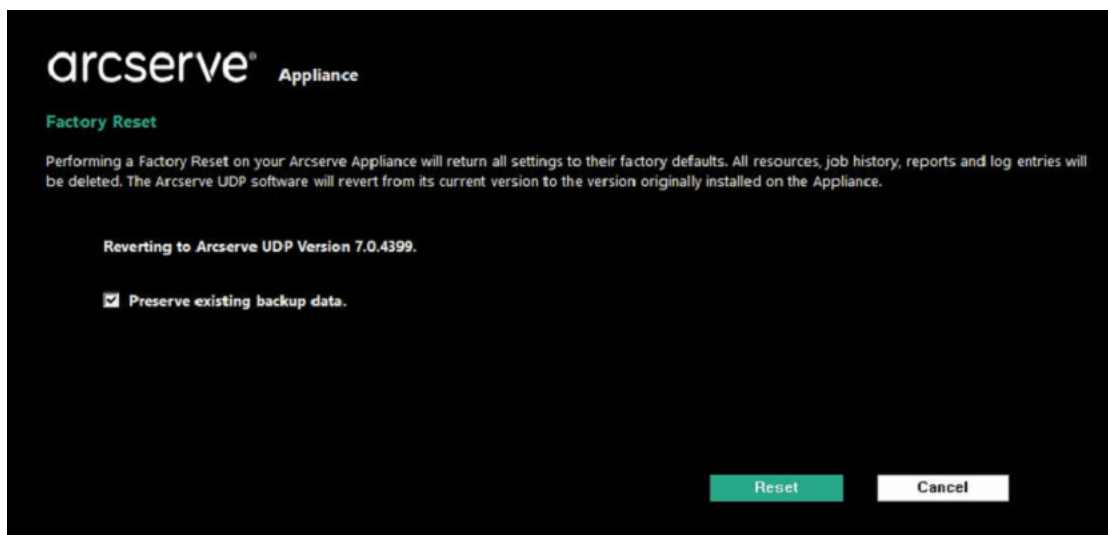 arcserve® Appliance
Factory Reset
Performing a Factory Reset on your Arcserve Appliance will return all settings to their factory defaults. All resources, job history, reports and log entries will
be deleted. The Arcserve UDP software will revert from its current version to the version originally installed on the Appliance.
Reverting to Arcserve UDP Version 7.0.4399.
Preserve existing backup data.
Reset Cancel